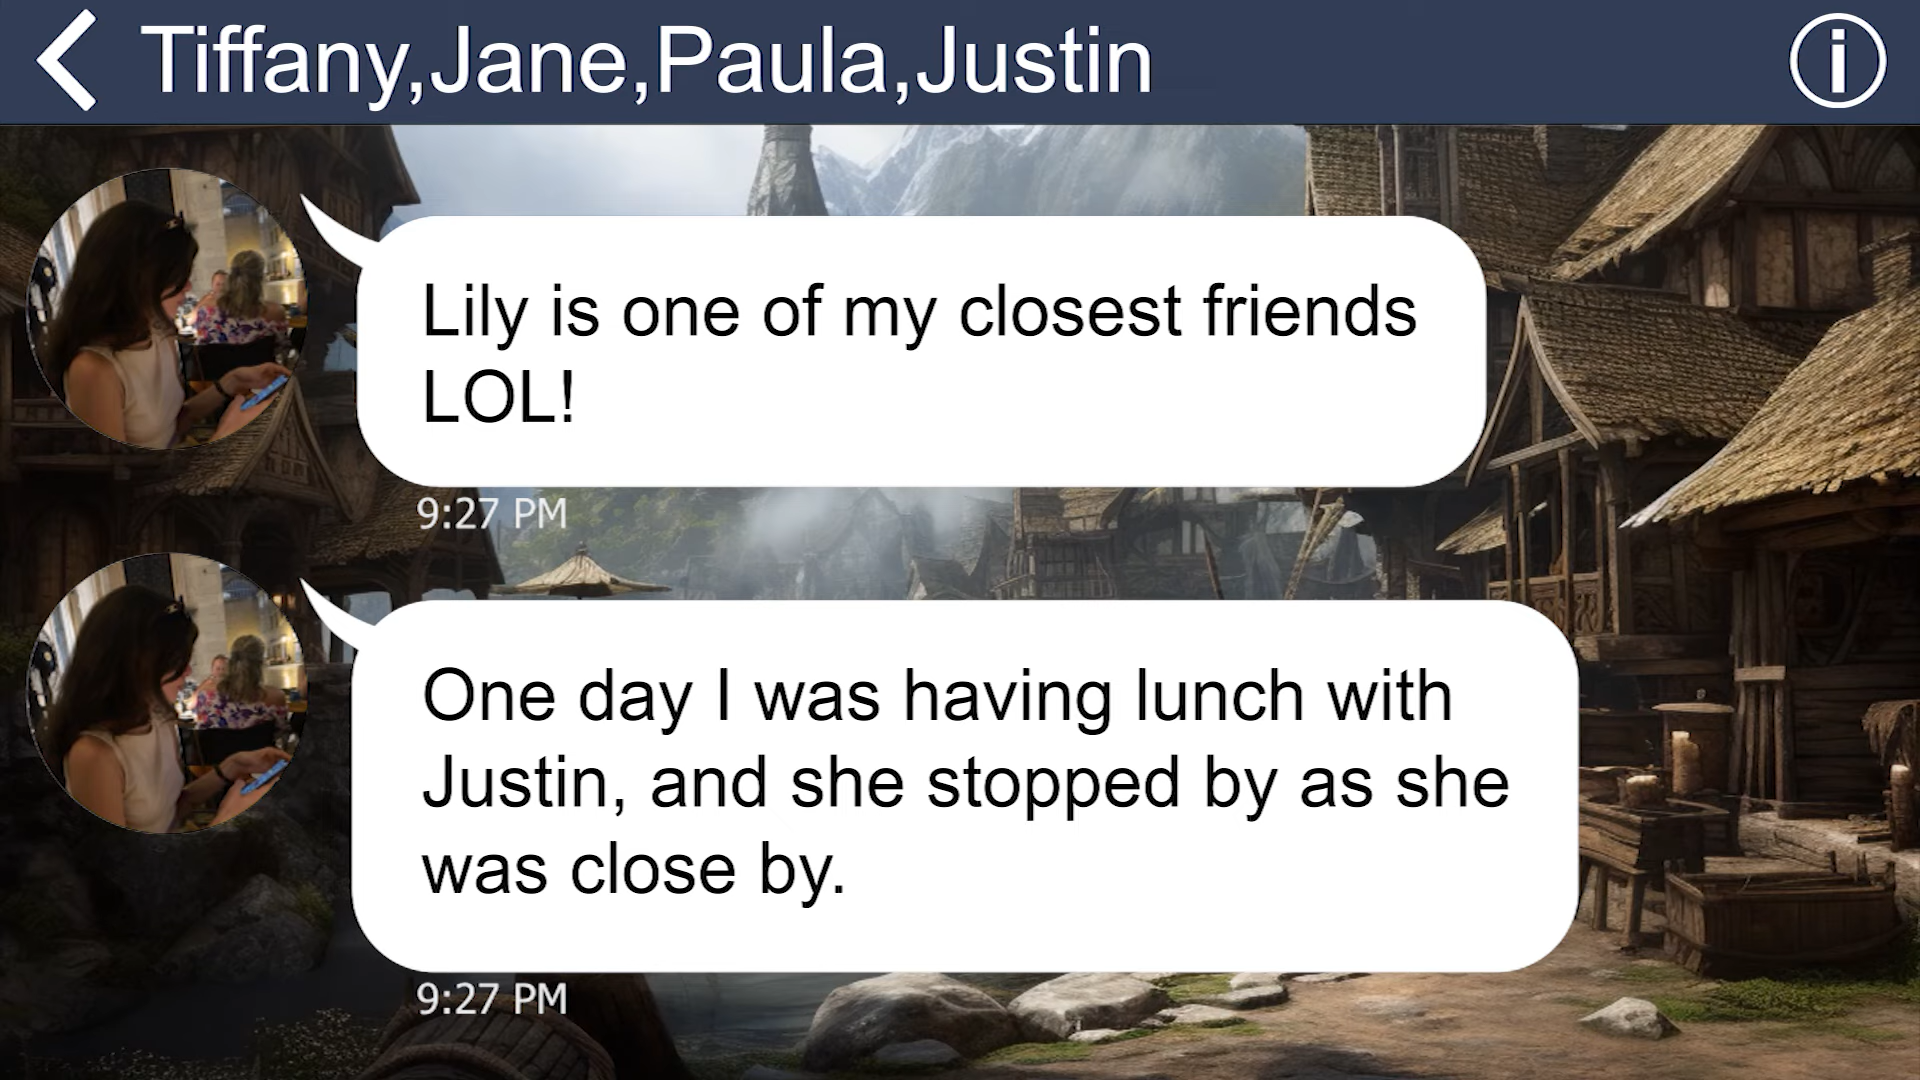 Tiffany,Jane,Paula,Justin
Lily is one of my closest friends
LOL!
9:27 PM
One day I was having lunch with
Justin, and she stopped by as she
was close by.
9:27 PM